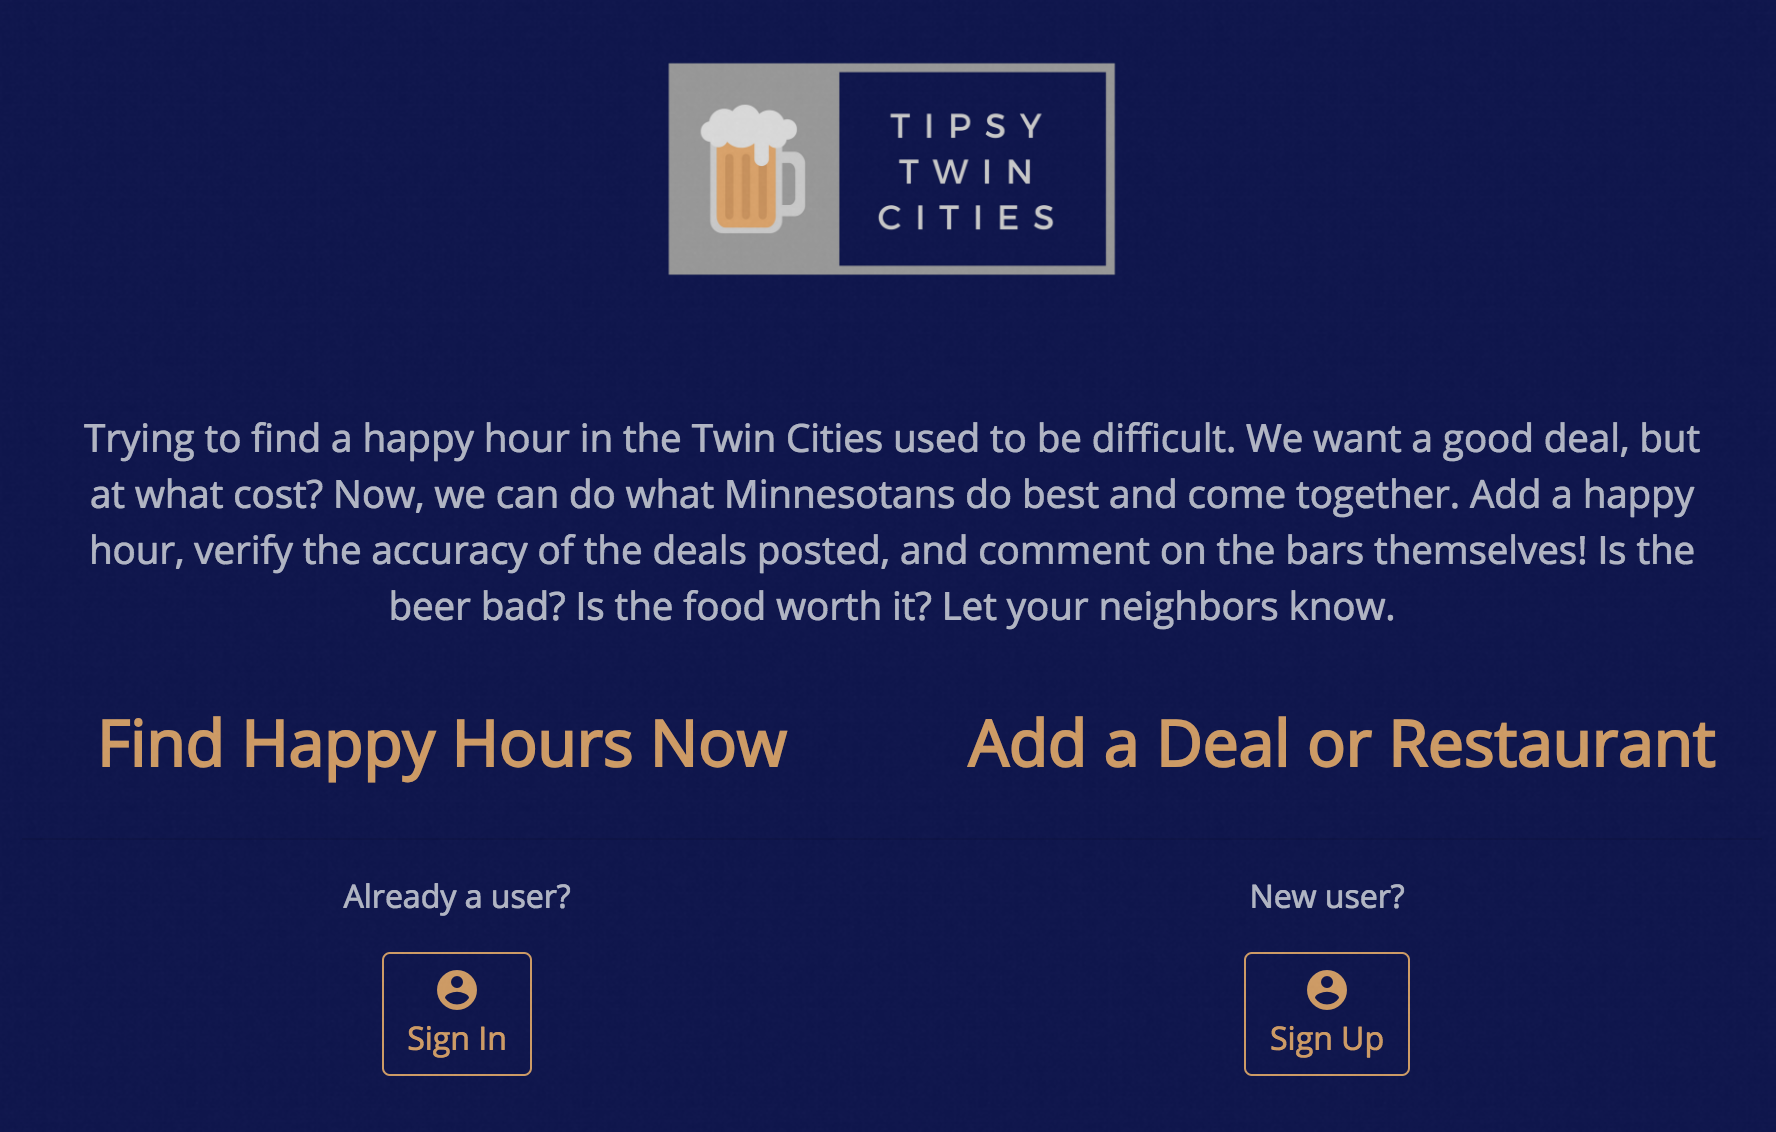 TIPSY
TWIN
CITIES
Trying to find a happy hour in the Twin Cities used to be difficult. We want a good deal, but
at what cost? Now, we can do what Minnesotans do best and come together. Add a happy
hour, verify the accuracy of the deals posted, and comment on the bars themselves! Is the
beer bad? Is the food worth it? Let your neighbors know.
Find Happy Hours Now
Add a Deal or Restaurant
Already a user?
New user?
Sign In
Sign Up